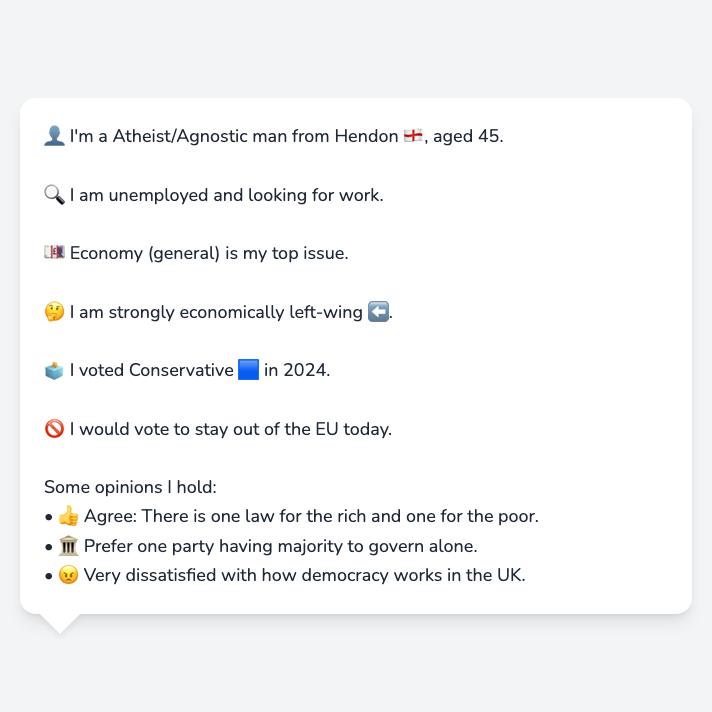 👤 I'm a Atheist/Agnostic man from Hendon 🏴󠁧󠁢󠁥󠁮󠁧󠁿, aged 45.
🔍 I am unemployed and looking for work.
💷 Economy (general) is my top issue.
🤔 I am strongly economically left-wing ⬅️.
🗳️ I voted Conservative 🟦 in 2024.
🚫 I would vote to stay out of the EU today.
Some opinions I hold:
• 👍 Agree: There is one law for the rich and one for the poor.
• 🏛️ Prefer one party having majority to govern alone.
• 😠 Very dissatisfied with how democracy works in the UK.